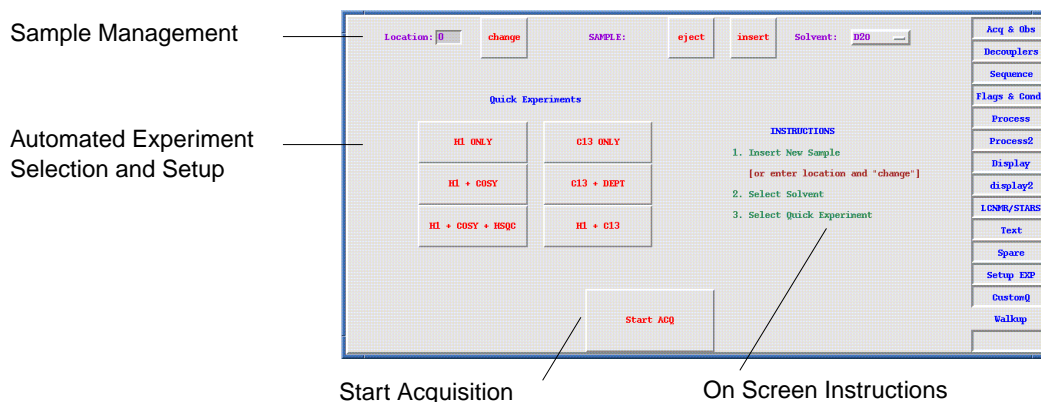 Sample Management
Location: 0 change SAMPLE: eject insert Solvent: D2O
Acq & Obs
Decouplers
Sequence
Flags & Cond
Quick Experiments
Process
Automated Experiment
Selection and Setup
H1 ONLY C13 ONLY
H1 + COSY C13 + DEPT
H1 + COSY + HSQC H1 + C13
INSTRUCTIONS
1. Insert New Sample
[or enter location and "change"]
2. Select Solvent
3. Select Quick Experiment
Process2
Display
display2
LCNMR/STARS
Text
Spare
Setup EXP
CustomQ
Walkup
Start ACQ
Start Acquisition
On Screen Instructions